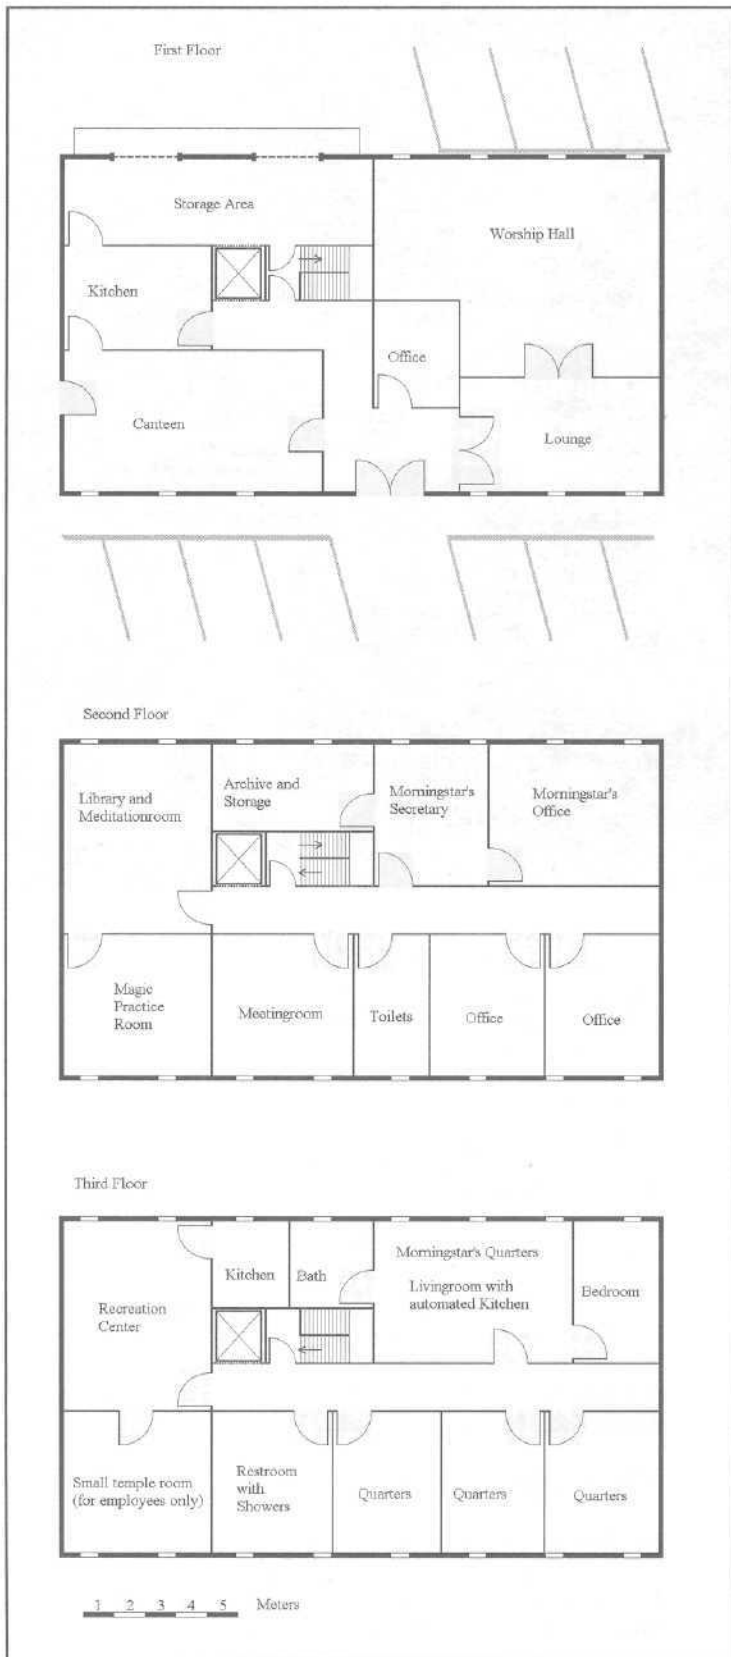 First Floor
Storage Area
Worship Hall
Kitchen
Office
Canteen
Lounge
Second Floor
Library and
Meditationroom
Archive and
Storage
Morningstar's
Secretary
Morningstar's
Office
Magic
Practice
Room
Meetingroom
Toilets
Office
Office
Third Floor
Recreation
Center
Kitchen
Bath
Morningstar's Quarters
Livingroom with
automated Kitchen
Bedroom
Small temple room
(for employees only)
Restroom
with
Showers
Quarters
Quarters
Quarters
1 2 3 4 5 Meters